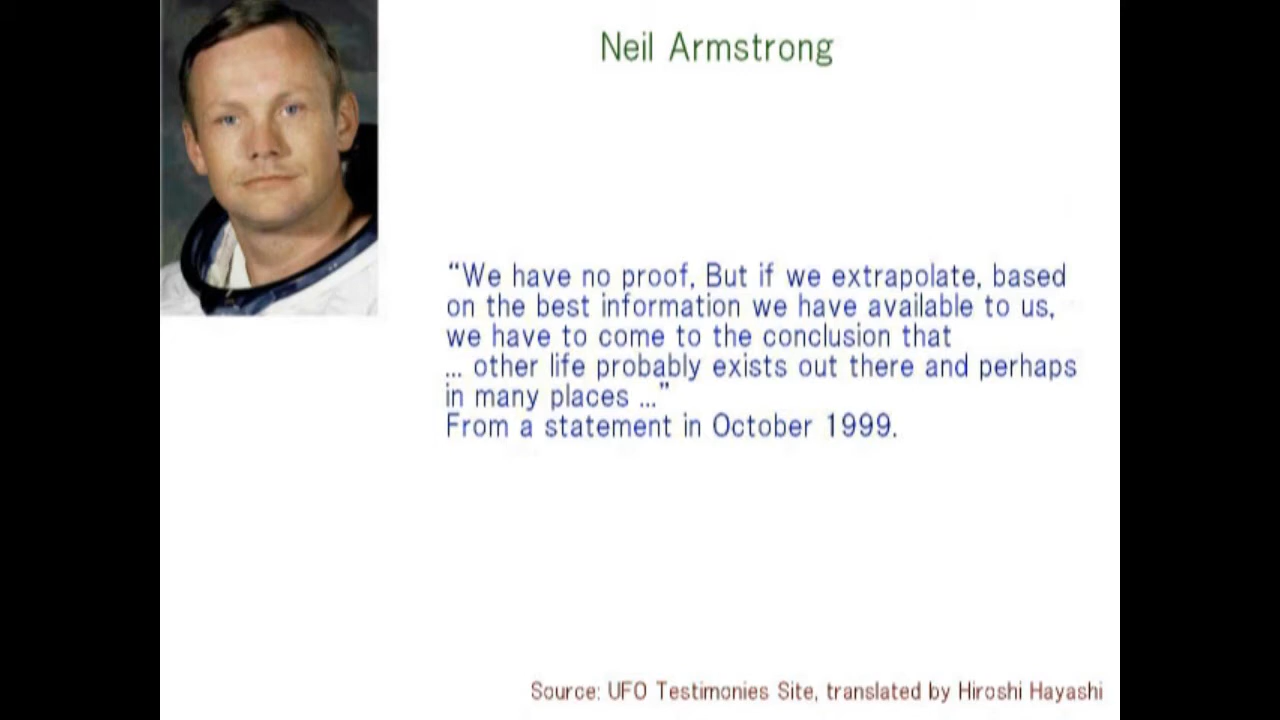 Neil Armstrong
“We have no proof, But if we extrapolate, based
on the best information we have available to us,
we have to come to the conclusion that
... other life probably exists out there and perhaps
in many places ...”
From a statement in October 1999.
Source: UFO Testimonies Site, translated by Hiroshi Hayashi